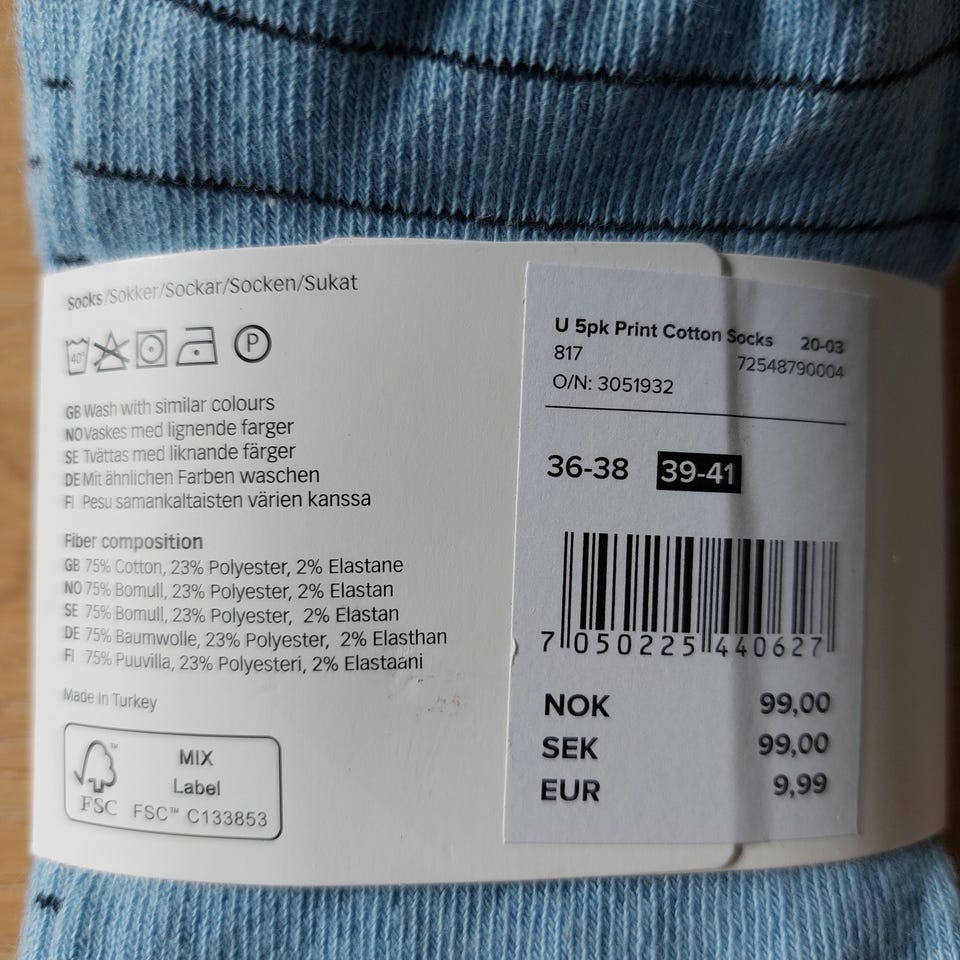 Socks/Sokker/Sockar/Socken/Sukat
40°
P
GB Wash with similar colours
NO Vaskes med lignende farger
SE Tvättas med liknande färger
DE Mit ähnlichen Farben waschen
FI Pesu samankaltaisten värien kanssa
Fiber composition
GB 75% Cotton, 23% Polyester, 2% Elastane
NO 75% Bomull, 23% Polyester, 2% Elastan
SE 75% Bomull, 23% Polyester, 2% Elastan
DE 75% Baumwolle, 23% Polyester, 2% Elasthan
FI 75% Puuvilla, 23% Polyesteri, 2% Elastaani
Made in Turkey
MIX
Label
FSC™ C133853
FSC
U 5pk Print Cotton Socks 20-03
817 72548790004
O/N: 3051932
36-38 39-41
7 050225 440627
NOK 99,00
SEK 99,00
EUR 9,99